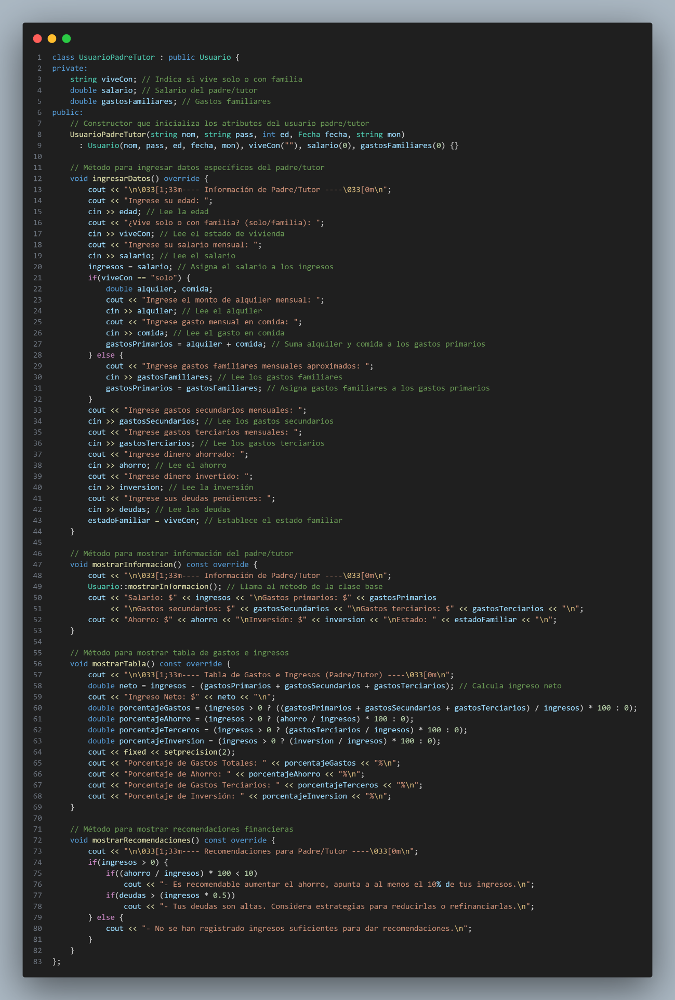 1 class UsuarioPadreTutor : public Usuario {
2 private:
3     string viveCon; // Indica si vive solo o con familia
4     double salario; // Salario del padre/tutor
5     double gastosFamiliares; // Gastos familiares
6 public:
7     // Constructor que inicializa los atributos del usuario padre/tutor
8     UsuarioPadreTutor(string nom, string pass, int ed, Fecha fecha, string mon)
9       : Usuario(nom, pass, ed, fecha, mon), viveCon(""), salario(0), gastosFamiliares(0) {}
10
11     // Método para ingresar datos específicos del padre/tutor
12     void ingresarDatos() override {
13         cout << "\n\033[1;33m---- Información de Padre/Tutor ----\033[0m\n";
14         cout << "Ingrese su edad: ";
15         cin >> edad; // Lee la edad
16         cout << "¿Vive solo o con familia? (solo/familia): ";
17         cin >> viveCon; // Lee el estado de vivienda
18         cout << "Ingrese su salario mensual: ";
19         cin >> salario; // Lee el salario
20         ingresos = salario; // Asigna el salario a los ingresos
21         if(viveCon == "solo") {
22             double alquiler, comida;
23             cout << "Ingrese el monto de alquiler mensual: ";
24             cin >> alquiler; // Lee el alquiler
25             cout << "Ingrese gasto mensual en comida: ";
26             cin >> comida; // Lee el gasto en comida
27             gastosPrimarios = alquiler + comida; // Suma alquiler y comida a los gastos primarios
28         } else {
29             cout << "Ingrese gastos familiares mensuales aproximados: ";
30             cin >> gastosFamiliares; // Lee los gastos familiares
31             gastosPrimarios = gastosFamiliares; // Asigna gastos familiares a los gastos primarios
32         }
33         cout << "Ingrese gastos secundarios mensuales: ";
34         cin >> gastosSecundarios; // Lee los gastos secundarios
35         cout << "Ingrese gastos terciarios mensuales: ";
36         cin >> gastosTerciarios; // Lee los gastos terciarios
37         cout << "Ingrese dinero ahorrado: ";
38         cin >> ahorro; // Lee el ahorro
39         cout << "Ingrese dinero invertido: ";
40         cin >> inversion; // Lee la inversión
41         cout << "Ingrese sus deudas pendientes: ";
42         cin >> deudas; // Lee las deudas
43         estadoFamiliar = viveCon; // Establece el estado familiar
44     }
45
46     // Método para mostrar información del padre/tutor
47     void mostrarInformacion() const override {
48         cout << "\n\033[1;33m---- Información de Padre/Tutor ----\033[0m\n";
49         Usuario::mostrarInformacion(); // Llama al método de la clase base
50         cout << "Salario: $" << ingresos << "\nGastos primarios: $" << gastosPrimarios
51              << "\nGastos secundarios: $" << gastosSecundarios << "\nGastos terciarios: $" << gastosTerciarios << "\n";
52         cout << "Ahorro: $" << ahorro << "\nInversión: $" << inversion << "\nEstado: " << estadoFamiliar << "\n";
53     }
54
55     // Método para mostrar tabla de gastos e ingresos
56     void mostrarTabla() const override {
57         cout << "\n\033[1;33m---- Tabla de Gastos e Ingresos (Padre/Tutor) ----\033[0m\n";
58         double neto = ingresos - (gastosPrimarios + gastosSecundarios + gastosTerciarios); // Calcula ingreso neto
59         cout << "Ingreso Neto: $" << neto << "\n";
60         double porcentajeGastos = (ingresos > 0 ? ((gastosPrimarios + gastosSecundarios + gastosTerciarios) / ingresos) * 100 : 0);
61         double porcentajeAhorro = (ingresos > 0 ? (ahorro / ingresos) * 100 : 0);
62         double porcentajeTerceros = (ingresos > 0 ? (gastosTerciarios / ingresos) * 100 : 0);
63         double porcentajeInversion = (ingresos > 0 ? (inversion / ingresos) * 100 : 0);
64         cout << fixed << setprecision(2);
65         cout << "Porcentaje de Gastos Totales: " << porcentajeGastos << "%\n";
66         cout << "Porcentaje de Ahorro: " << porcentajeAhorro << "%\n";
67         cout << "Porcentaje de Gastos Terciarios: " << porcentajeTerceros << "%\n";
68         cout << "Porcentaje de Inversión: " << porcentajeInversion << "%\n";
69     }
70
71     // Método para mostrar recomendaciones financieras
72     void mostrarRecomendaciones() const override {
73         cout << "\n\033[1;33m---- Recomendaciones para Padre/Tutor ----\033[0m\n";
74         if(ingresos > 0) {
75             if((ahorro / ingresos) * 100 < 10)
76                 cout << "- Es recomendable aumentar el ahorro, apunta a al menos el 10% de tus ingresos.\n";
77             if(deudas > (ingresos * 0.5))
78                 cout << "- Tus deudas son altas. Considera estrategias para reducirlas o refinanciarlas.\n";
79         } else {
80             cout << "- No se han registrado ingresos suficientes para dar recomendaciones.\n";
81         }
82     }
83 };